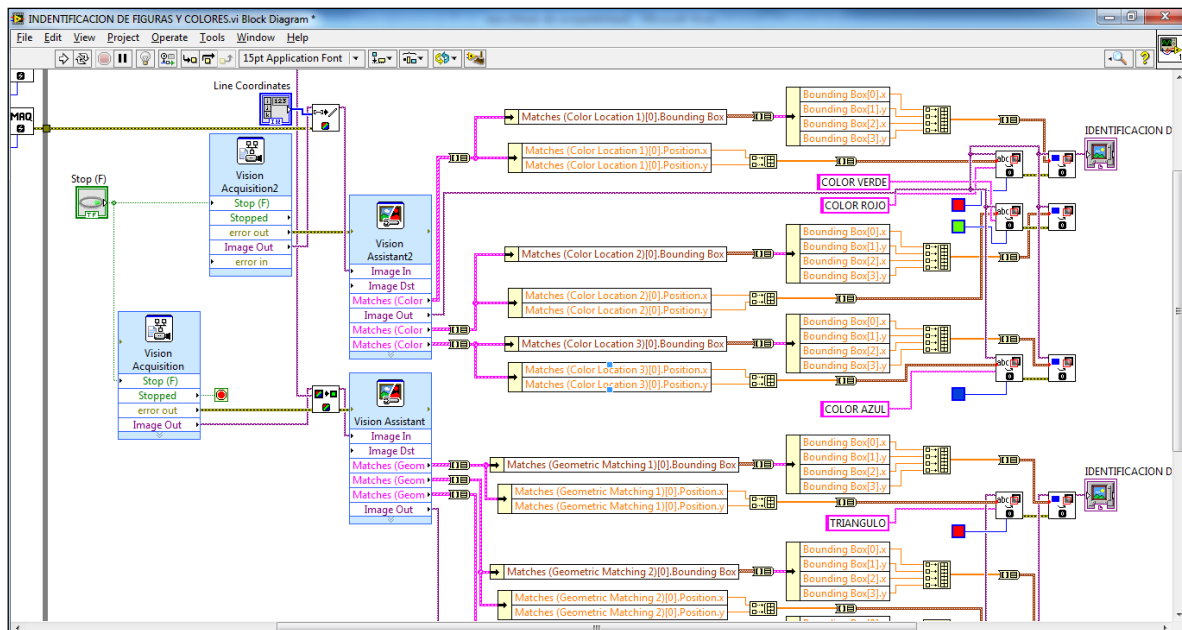 INDENTIFICACION DE FIGURAS Y COLORES.vi Block Diagram *
File Edit View Project Operate Tools Window Help
15pt Application Font
Line Coordinates
MAQ
Vision
Acquisition2
Stop (F)
Stopped
error out
Image Out
error in
Stop (F)
TF
Vision
Assistant2
Image In
Image Dst
Matches (Color
Image Out
Matches (Color
Matches (Color
Vision
Acquisition
Stop (F)
Stopped
error out
Image Out
Vision Assistant
Image In
Image Dst
Matches (Geom
Matches (Geom
Matches (Geom
Image Out
Matches (Color Location 1)[0].Bounding Box
Matches (Color Location 1)[0].Position.x
Matches (Color Location 1)[0].Position.y
Bounding Box[0].x
Bounding Box[1].y
Bounding Box[2].x
Bounding Box[3].y
IDENTIFICACION D
abc
COLOR VERDE
COLOR ROJO
abc
Matches (Color Location 2)[0].Bounding Box
Matches (Color Location 2)[0].Position.x
Matches (Color Location 2)[0].Position.y
Bounding Box[0].x
Bounding Box[1].y
Bounding Box[2].x
Bounding Box[3].y
Matches (Color Location 3)[0].Bounding Box
Matches (Color Location 3)[0].Position.x
Matches (Color Location 3)[0].Position.y
Bounding Box[0].x
Bounding Box[1].y
Bounding Box[2].x
Bounding Box[3].y
abc
COLOR AZUL
Matches (Geometric Matching 1)[0].Bounding Box
Matches (Geometric Matching 1)[0].Position.x
Matches (Geometric Matching 1)[0].Position.y
Bounding Box[0].x
Bounding Box[1].y
Bounding Box[2].x
Bounding Box[3].y
IDENTIFICACION D
abc
TRIANGULO
Matches (Geometric Matching 2)[0].Bounding Box
Matches (Geometric Matching 2)[0].Position.x
Matches (Geometric Matching 2)[0].Position.y
Bounding Box[0].x
Bounding Box[1].y
Bounding Box[2].x
Bounding Box[3].y